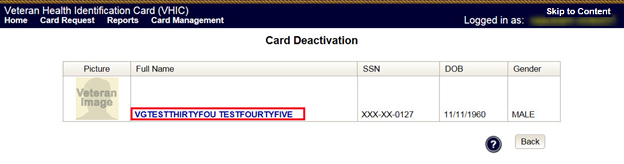 Veteran Health Identification Card (VHIC)
Skip to Content
Home Card Request Reports Card Management
Logged in as:
Card Deactivation
Picture Full Name SSN DOB Gender
Veteran
Image
VGTESTTHIRTYFOU TESTFOURTYFIVE XXX-XX-0127 11/11/1960 MALE
? Back